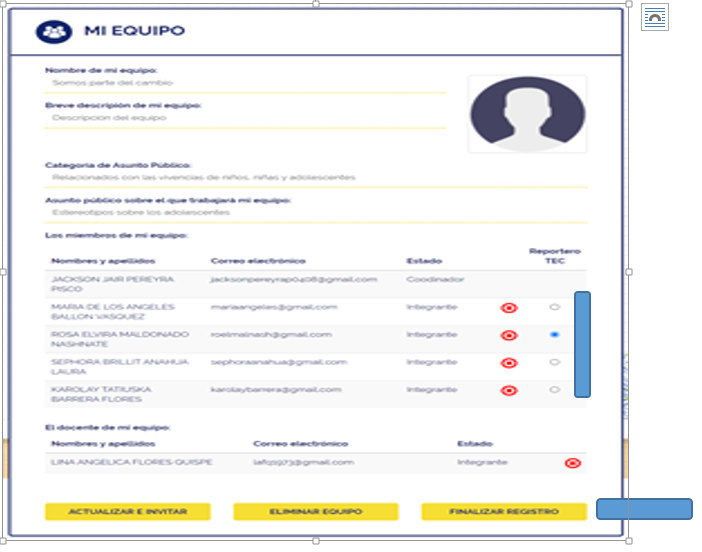 MI EQUIPO
Nombre de mi equipo:
Somos parte del cambio
Breve descripión de mi equipo:
Descripción del equipo
Categoría de Asunto Público:
Relacionados con las vivencias de niños, niñas y adolescentes
Asunto público sobre el que trabajará mi equipo:
Estereotipos sobre los adolescentes
Los miembros de mi equipo:
Nombres y apellidos Correo electrónico Estado Reportero TEC
JACKSON JAIR PEREYRA PISCO jacksonpereyrap0408@gmail.com Coodinador
MARIA DE LOS ANGELES BALLON VASQUEZ mariaangeles@gmail.com Integrante
ROSA ELVIRA MALDONADO NASHNATE roelmalnash@gmail.com Integrante
SEPHORA BRILLIT ANAHUA LAURA sephoraanahua@gmail.com Integrante
KAROLAY TATIUSKA BARRERA FLORES karolaybarrera@gmail.com Integrante
El docente de mi equipo:
Nombres y apellidos Correo electrónico Estado
LINA ANGELICA FLORES QUISPE lafq1973@gmail.com Integrante
ACTUALIZAR E INVITAR ELIMINAR EQUIPO FINALIZAR REGISTRO